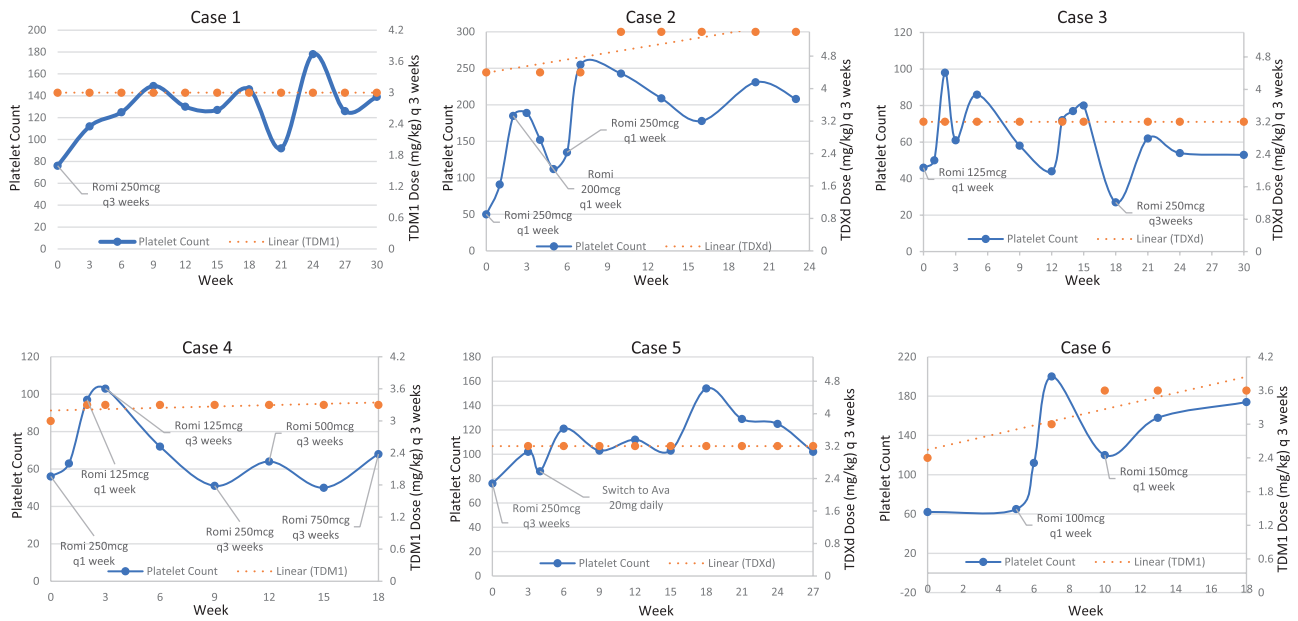 Case 1
200
180
160
140
120
100
80
60
40
20
0
Platelet Count
4.2
3.6
3
2.4
1.8
1.2
0.6
0
TDM1 Dose (mg/kg) q 3 weeks
Romi 250mcg
q3 weeks
Platelet Count
Linear (TDM1)
0 3 6 9 12 15 18 21 24 27 30
Week
Case 2
300
250
200
150
100
50
0
Platelet Count
4.8
4
3.2
2.4
1.6
0.8
0
TDXd Dose (mg/kg) q 3 weeks
Romi 250mcg
q1 week
Romi
200mcg
q1 week
Romi 250mcg
q1 week
Platelet Count
Linear (TDXd)
0 3 6 9 12 15 18 21 24
Week
Case 3
120
100
80
60
40
20
0
Platelet Count
4.8
4
3.2
2.4
1.6
0.8
0
TDXd Dose (mg/kg) q 3 weeks
Romi 125mcg
q1 week
Romi 250mcg
q3weeks
Platelet Count
Linear (TDXd)
0 3 6 9 12 15 18 21 24 27 30
Week
Case 4
120
100
80
60
40
20
0
Platelet Count
4.2
3.6
3
2.4
1.8
1.2
0.6
0
TDM1 Dose (mg/kg) q 3 weeks
Romi 125mcg
q3 weeks
Romi 500mcg
q3 weeks
Romi 125mcg
q1 week
Romi 250mcg
q3 weeks
Romi 750mcg
q3 weeks
Romi 250mcg
q1 week
Platelet Count
Linear (TDM1)
0 3 6 9 12 15 18
Week
Case 5
180
160
140
120
100
80
60
40
20
0
Platelet Count
4.8
4
3.2
2.4
1.6
0.8
0
TDXd Dose (mg/kg) q 3 weeks
Romi 250mcg
q3 weeks
Switch to Ava
20mg daily
Platelet Count
Linear (TDXd)
0 3 6 9 12 15 18 21 24 27
Week
Case 6
220
180
140
100
60
20
-20
Platelet Count
4.2
3.6
3
2.4
1.8
1.2
0.6
0
TDM1 Dose (mg/kg) q 3 weeks
Romi 150mcg
q1 week
Romi 100mcg
q1 week
Platelet Count
Linear (TDM1)
0 2 4 6 8 10 12 14 16 18
Week